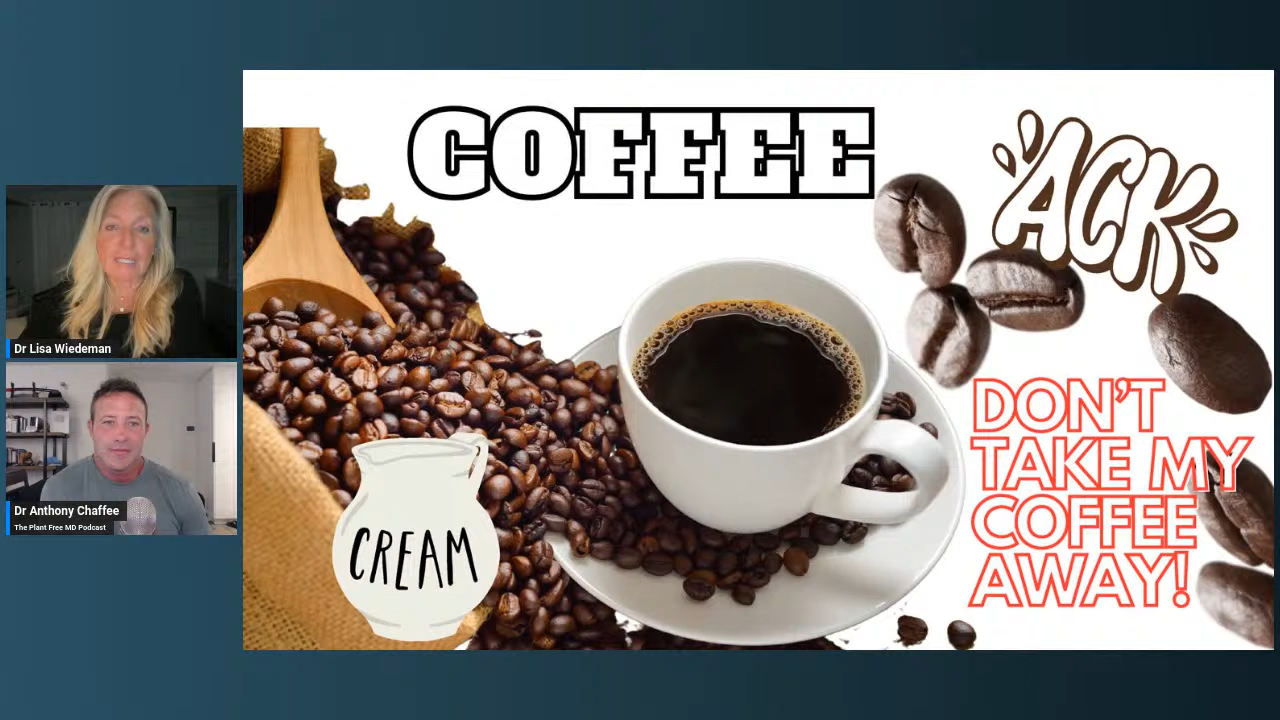 COFFEE
ACK
DON'T
TAKE MY
COFFEE
AWAY!
CREAM
Dr Lisa Wiedeman
Dr Anthony Chaffee
The Plant Free MD Podcast